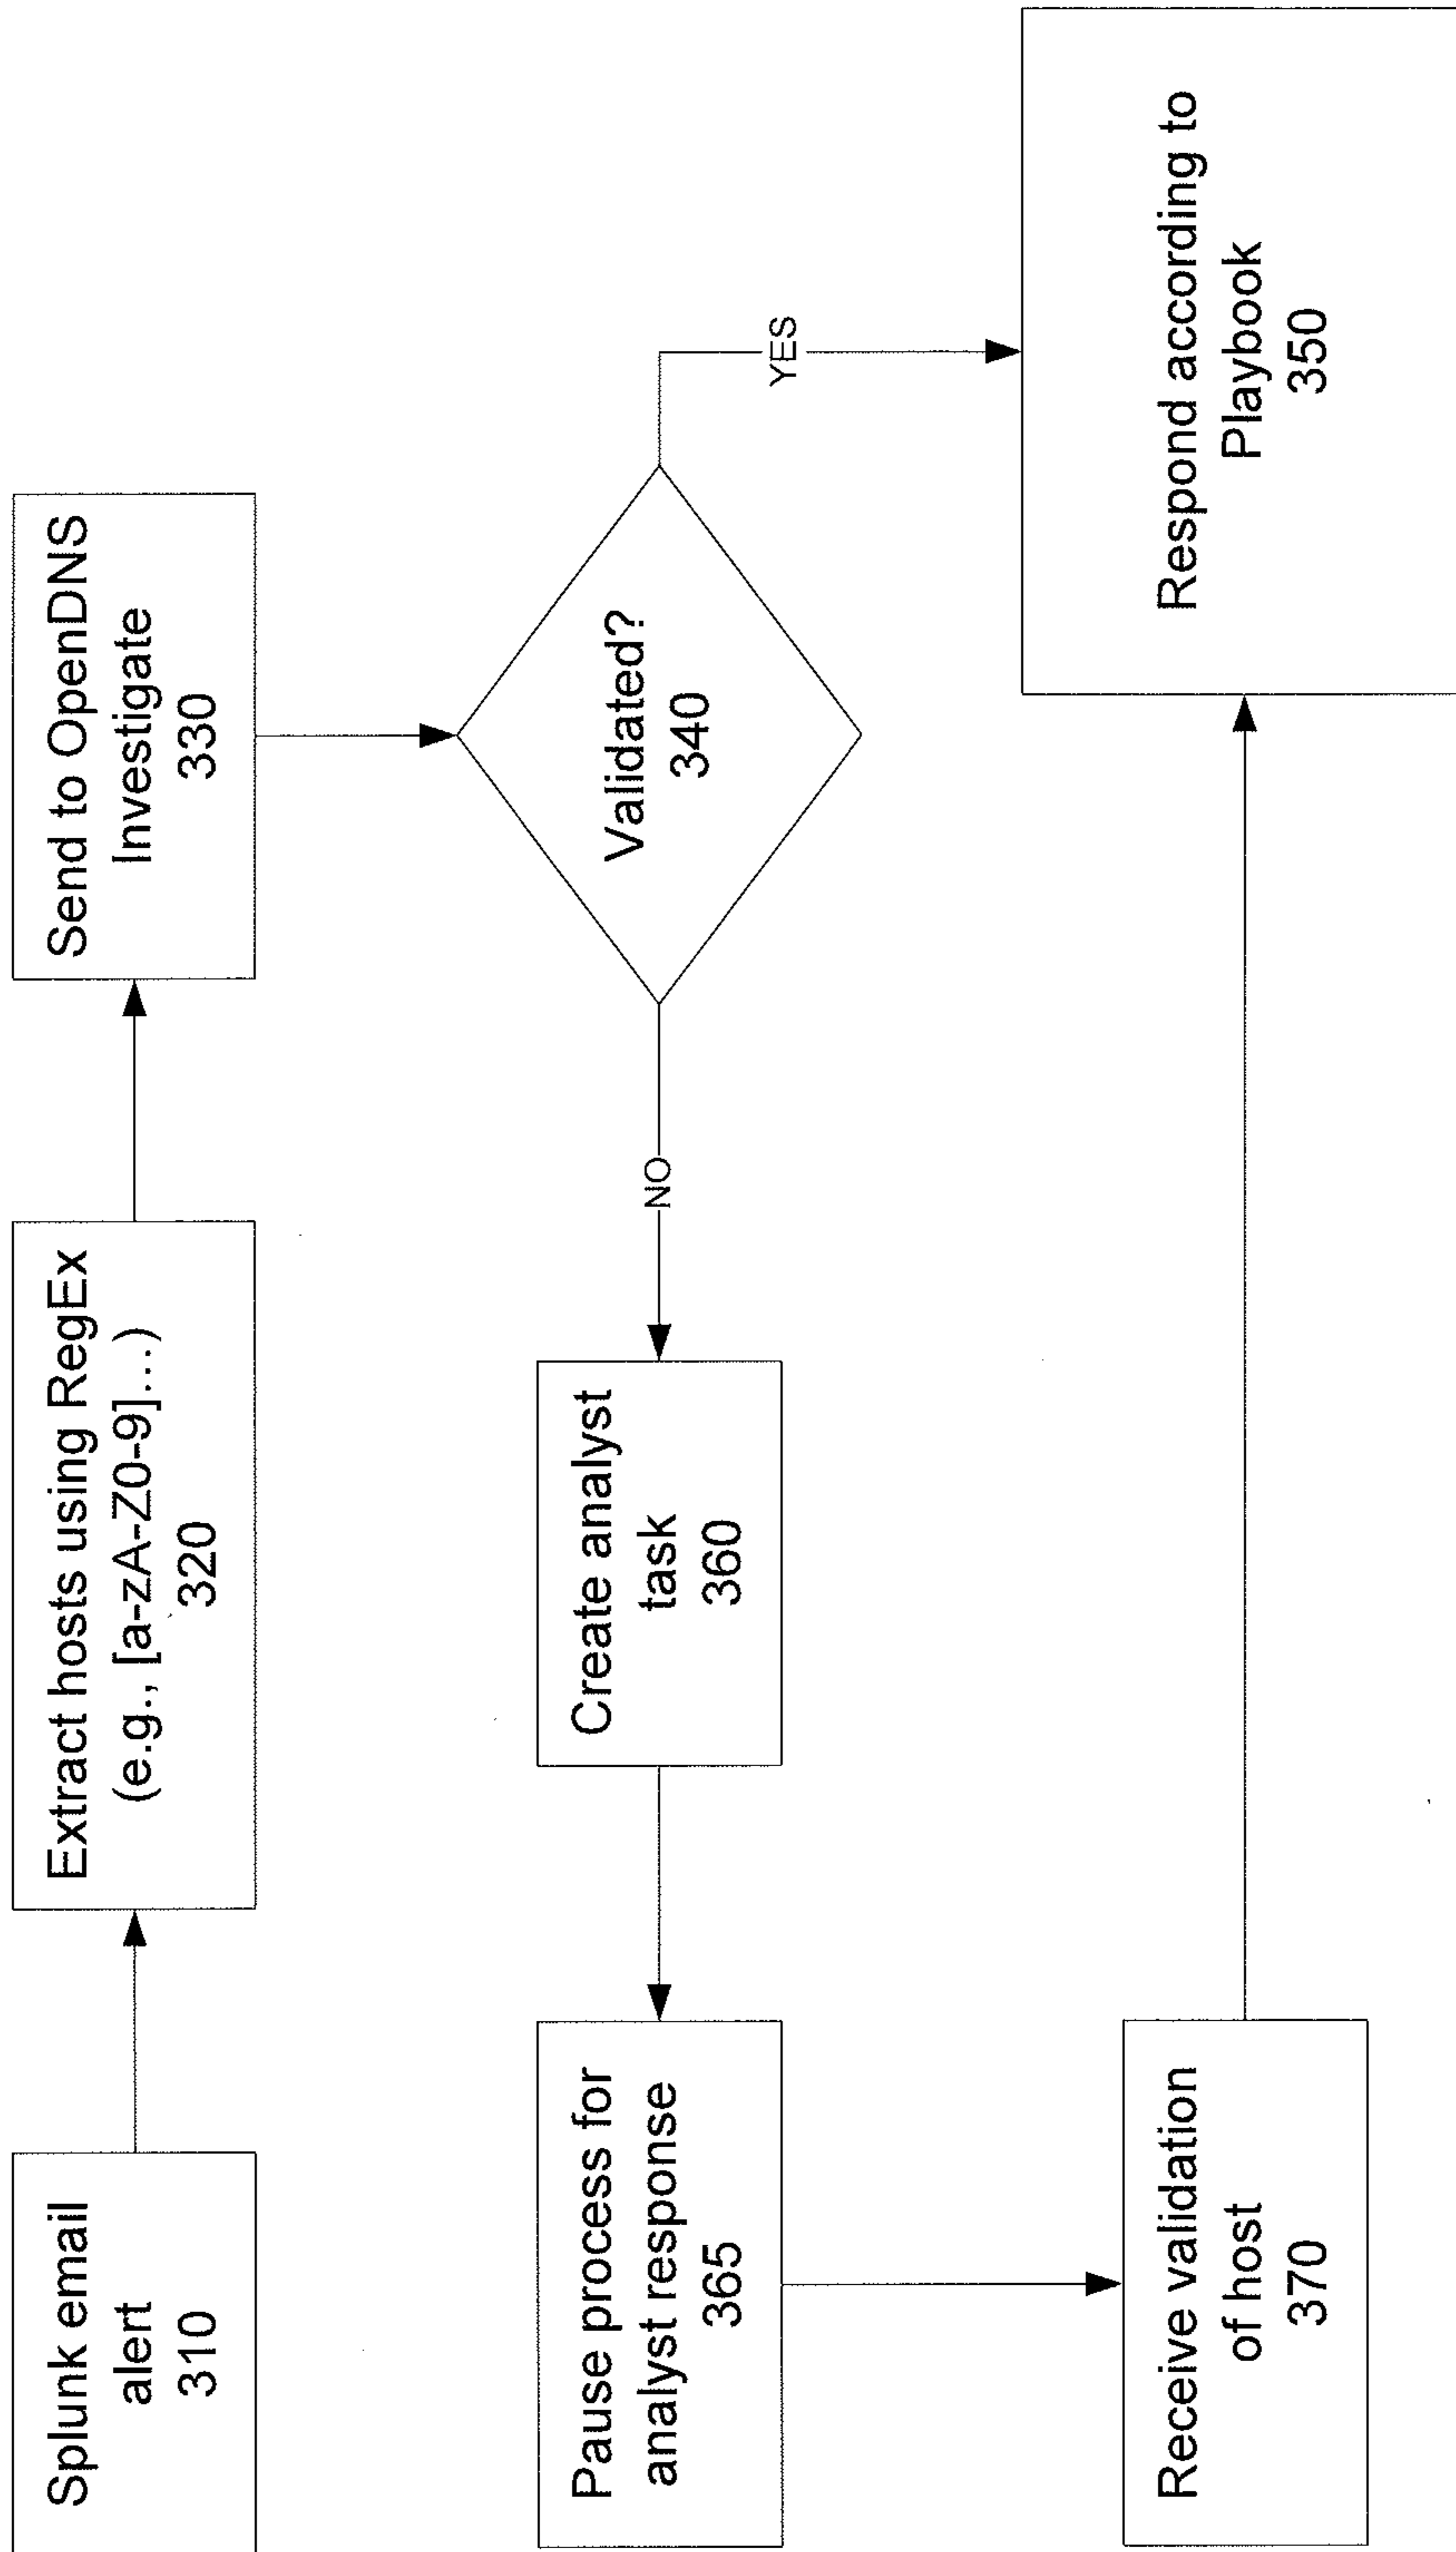 Splunk email
alert
310
Extract hosts using RegEx
(e.g., [a-zA-Z0-9]...)
320
Send to OpenDNS
Investigate
330
Validated?
340
YES
NO
Respond according to
Playbook
350
Create analyst
task
360
Pause process for
analyst response
365
Receive validation
of host
370